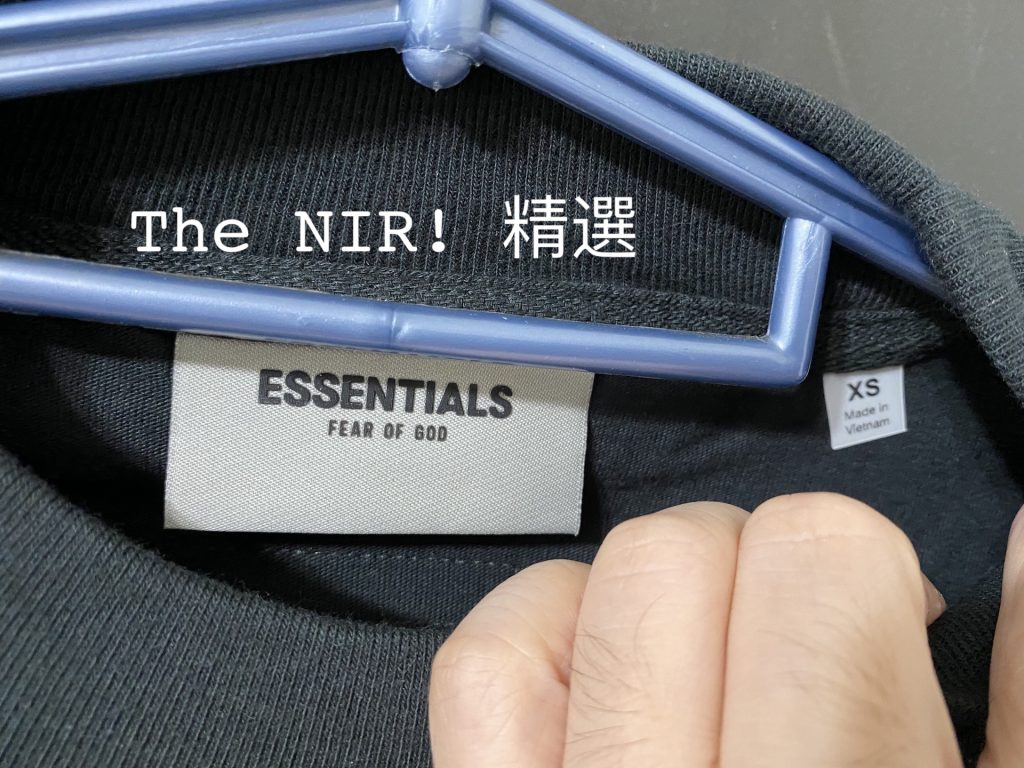 The NIR! 精選
ESSENTIALS
FEAR OF GOD
XS
Made in
Vietnam